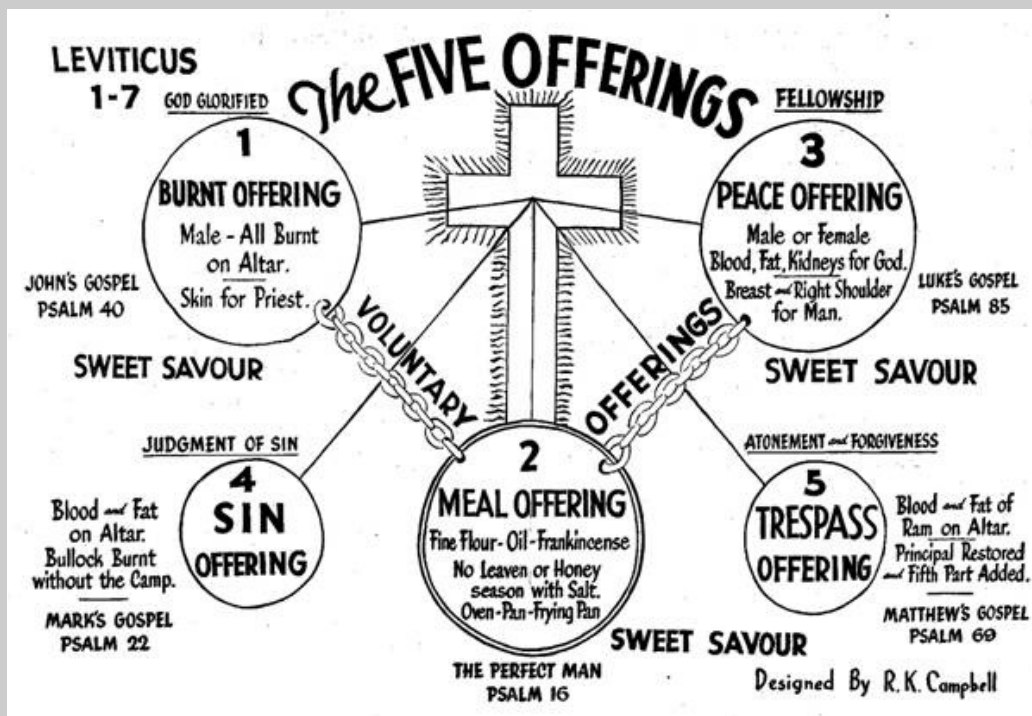 LEVITICUS
1-7
The FIVE OFFERINGS
GOD GLORIFIED
1
BURNT OFFERING
Male - All Burnt
on Altar.
Skin for Priest.
JOHN'S GOSPEL
PSALM 40
SWEET SAVOUR
VOLUNTARY
OFFERINGS
FELLOWSHIP
3
PEACE OFFERING
Male or Female
Blood, Fat, Kidneys for God.
Breast and Right Shoulder
for Man.
LUKE'S GOSPEL
PSALM 85
SWEET SAVOUR
JUDGMENT OF SIN
4
SIN
OFFERING
Blood and Fat
on Altar.
Bullock Burnt
without the Camp.
MARK'S GOSPEL
PSALM 22
2
MEAL OFFERING
Fine Flour-Oil-Frankincense
No Leaven or Honey
season with Salt.
Oven-Pan-Frying Pan
SWEET SAVOUR
THE PERFECT MAN
PSALM 16
ATONEMENT and FORGIVENESS
5
TRESPASS
OFFERING
Blood and Fat of
Ram on Altar.
Principal Restored
and Fifth Part Added.
MATTHEW'S GOSPEL
PSALM 69
Designed By R.K. Campbell